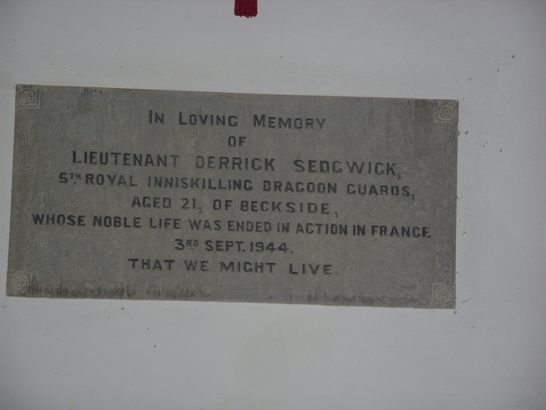 IN LOVING MEMORY
OF
LIEUTENANT DERRICK SEDGWICK,
5TH ROYAL INNISKILLING DRAGOON GUARDS,
AGED 21, OF BECKSIDE,
WHOSE NOBLE LIFE WAS ENDED IN ACTION IN FRANCE
3RD SEPT. 1944.
THAT WE MIGHT LIVE.